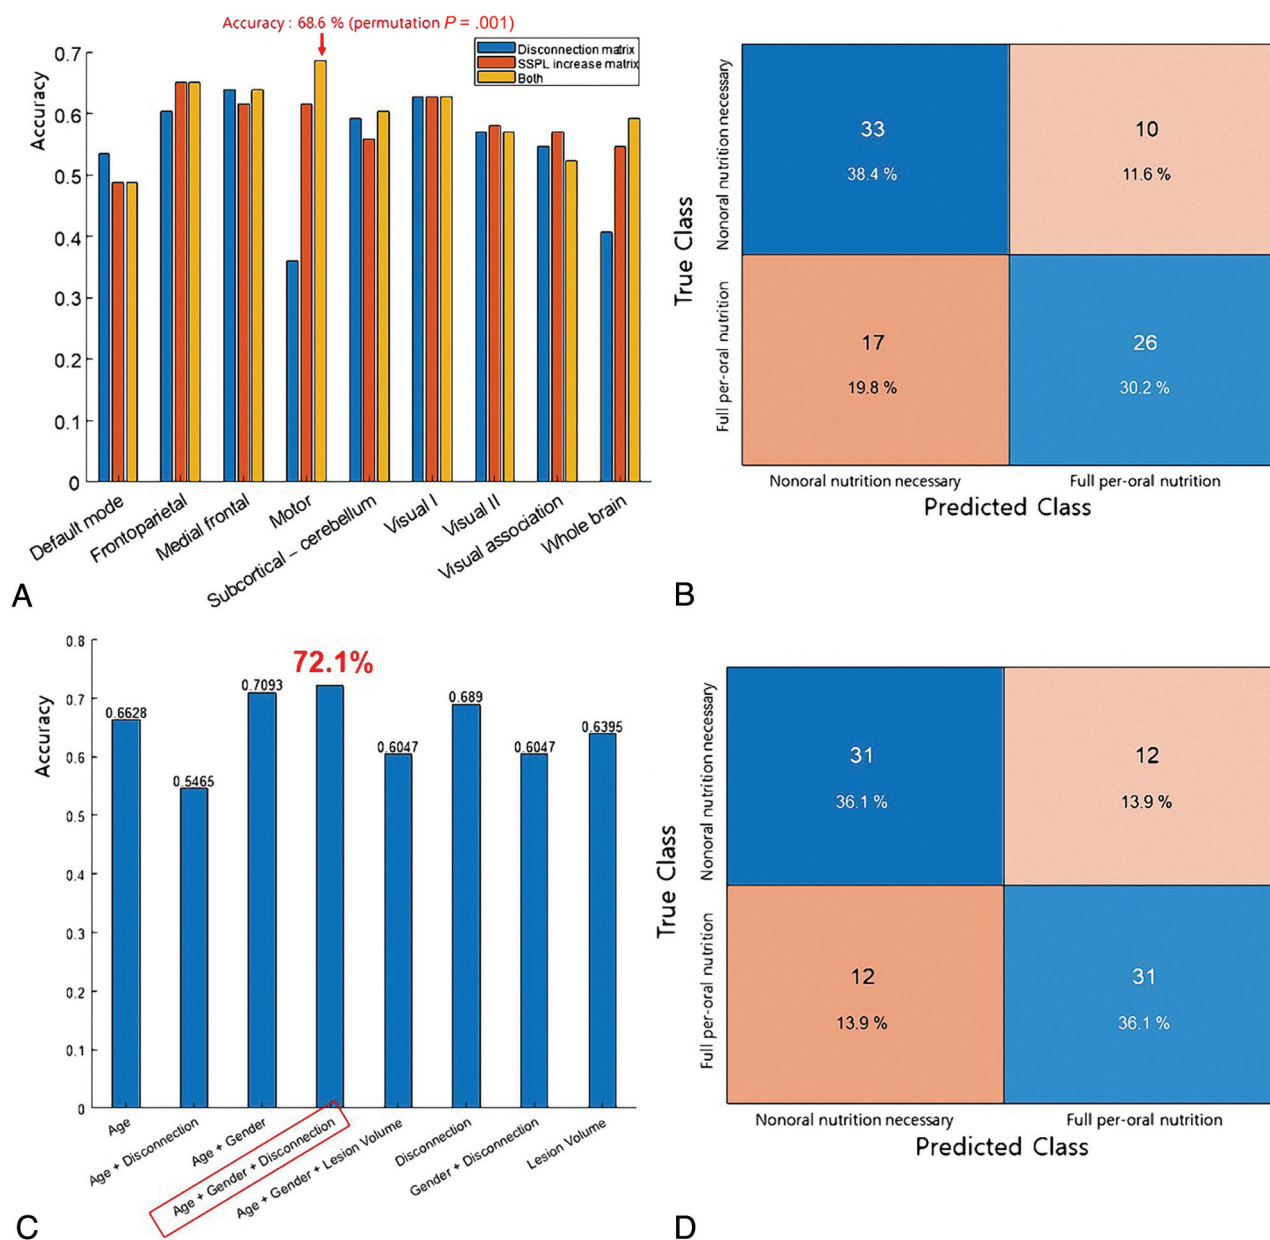 Accuracy : 68.6 % (permutation P = .001)
0.7
0.6
0.5
0.4
0.3
0.2
0.1
0
Accuracy
Disconnection matrix
SSPL increase matrix
Both
Default mode
Frontoparietal
Medial frontal
Motor
Subcortical – cerebellum
Visual I
Visual II
Visual association
Whole brain
A
True Class
Nonoral nutrition necessary
Full per-oral nutrition
33
38.4 %
10
11.6 %
17
19.8 %
26
30.2 %
Nonoral nutrition necessary
Full per-oral nutrition
Predicted Class
B
0.8
0.7
0.6
0.5
0.4
0.3
0.2
0.1
0
Accuracy
72.1%
0.6628
0.5465
0.7093
0.6047
0.689
0.6047
0.6395
Age
Age + Disconnection
Age + Gender
Age + Gender + Disconnection
Age + Gender + Lesion Volume
Disconnection
Gender + Disconnection
Lesion Volume
C
True Class
Nonoral nutrition necessary
Full per-oral nutrition
31
36.1 %
12
13.9 %
12
13.9 %
31
36.1 %
Nonoral nutrition necessary
Full per-oral nutrition
Predicted Class
D